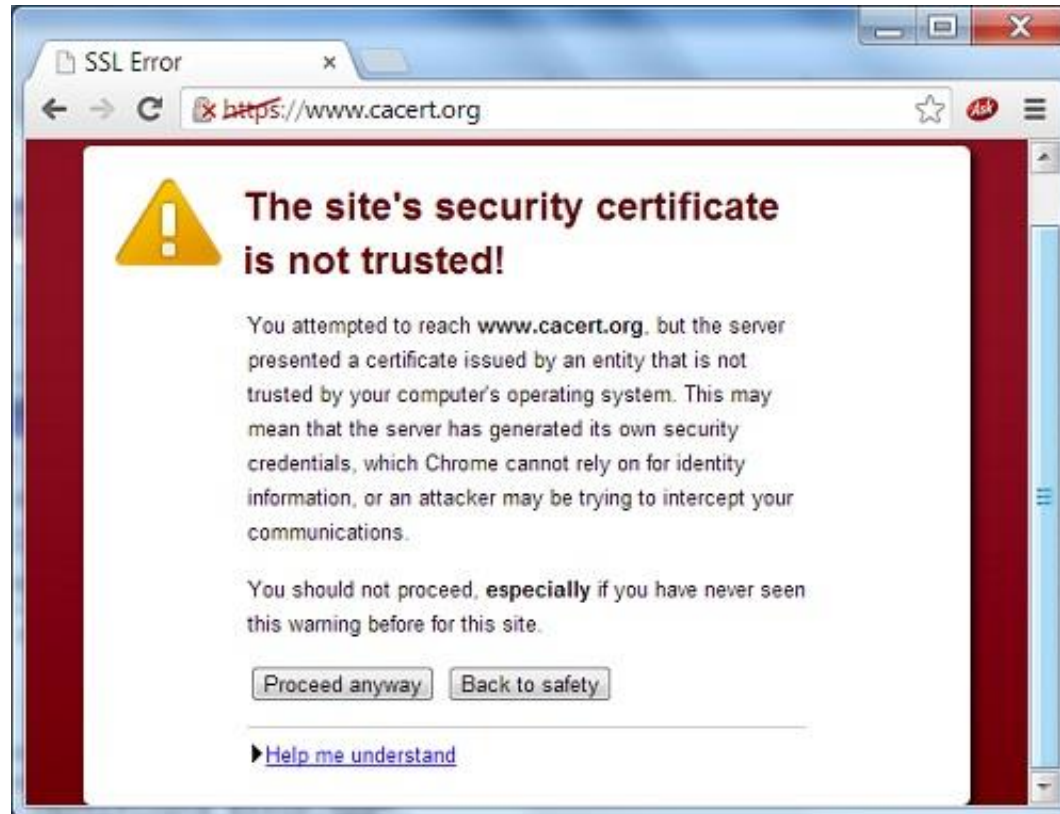 SSL Error
https://www.cacert.org
Ask
The site's security certificate
is not trusted!
You attempted to reach www.cacert.org, but the server
presented a certificate issued by an entity that is not
trusted by your computer's operating system. This may
mean that the server has generated its own security
credentials, which Chrome cannot rely on for identity
information, or an attacker may be trying to intercept your
communications.
You should not proceed, especially if you have never seen
this warning before for this site.
Proceed anyway Back to safety
Help me understand